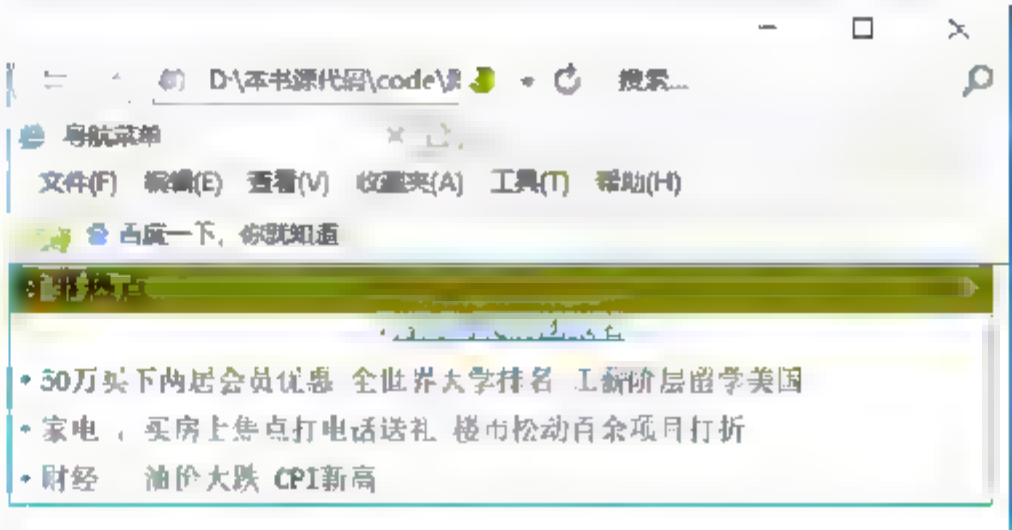 D:\本书源代码\code\ 搜索...
导航菜单
文件(F) 编辑(E) 查看(V) 收藏夹(A) 工具(T) 帮助(H)
百度一下，你就知道
热点
30万买下两居会员优惠 全世界大学排名 工薪阶层留学美国
家电 买房上焦点打电话送礼 楼市松动百余项目打折
财经 油价大跌 CPI新高